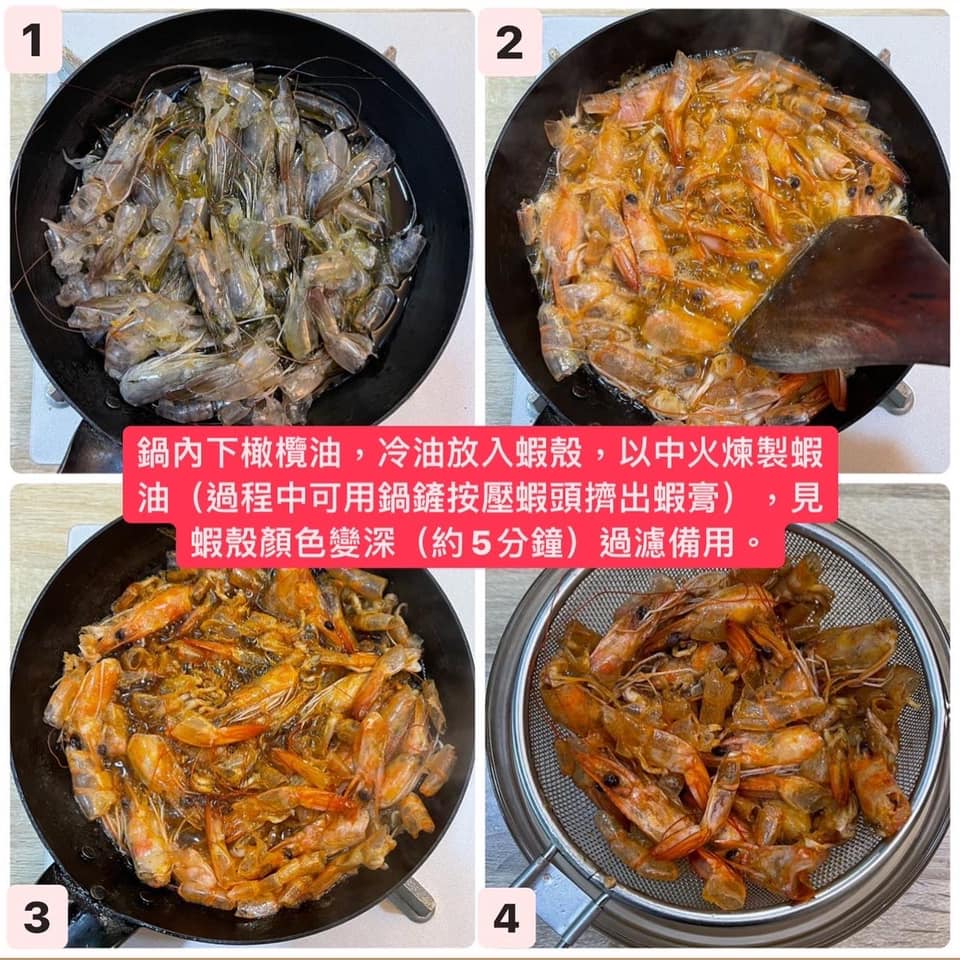 1
2
鍋內下橄欖油，冷油放入蝦殼，以中火煉製蝦
油（過程中可用鍋鏟按壓蝦頭擠出蝦膏），見
蝦殼顏色變深（約5分鐘）過濾備用。
3
4